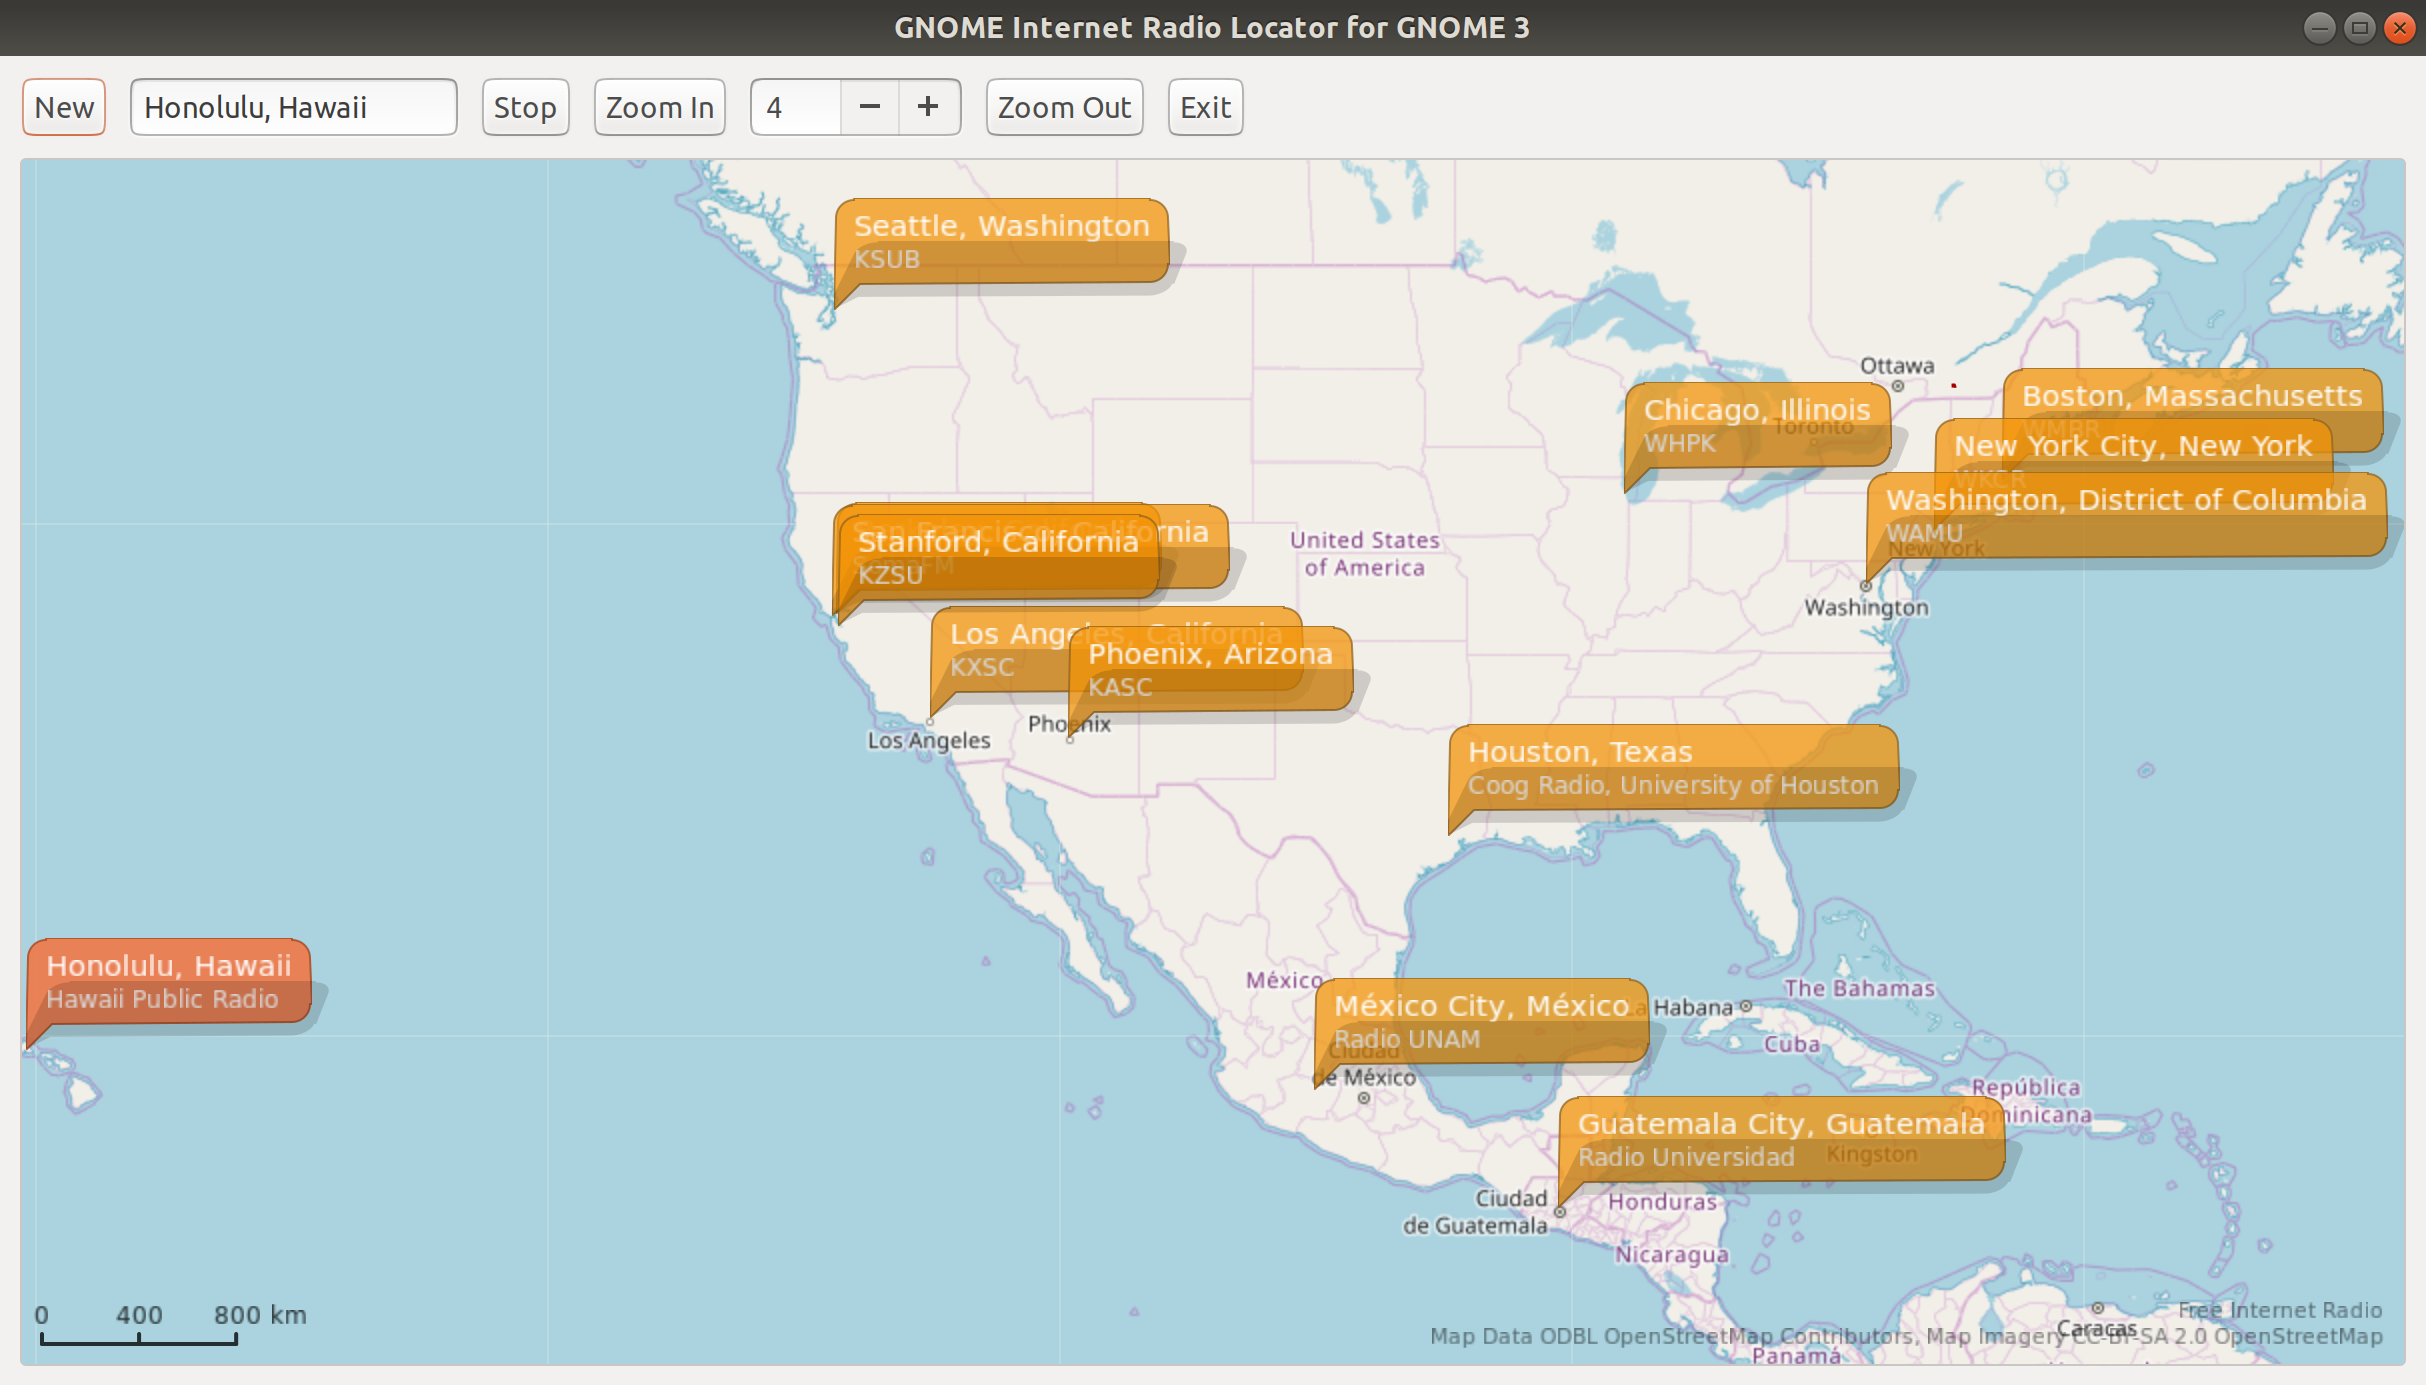 GNOME Internet Radio Locator for GNOME 3
New
Honolulu, Hawaii
Stop
Zoom In
4
Zoom Out
Exit
Seattle, Washington
KSUB
Ottawa
Boston, Massachusetts
WMBR
Chicago, Illinois
Toronto
WHPK
New York City, New York
WKCR
Washington, District of Columbia
WAMU
New York
Washington
San Francisco, California
SomaFM
Stanford, California
KZSU
United States
of America
Los Angeles, California
KXSC
Phoenix, Arizona
KASC
Phoenix
Los Angeles
Houston, Texas
Coog Radio, University of Houston
Honolulu, Hawaii
Hawaii Public Radio
México
México City, México
Radio UNAM
Ciudad
de México
La Habana
The Bahamas
Cuba
República
Dominicana
Guatemala City, Guatemala
Radio Universidad
Kingston
Ciudad
de Guatemala
Honduras
Nicaragua
0 400 800 km
Free Internet Radio
Caracas
Map Data ODBL OpenStreetMap Contributors, Map Imagery CC-BY-SA 2.0 OpenStreetMap
Panamá